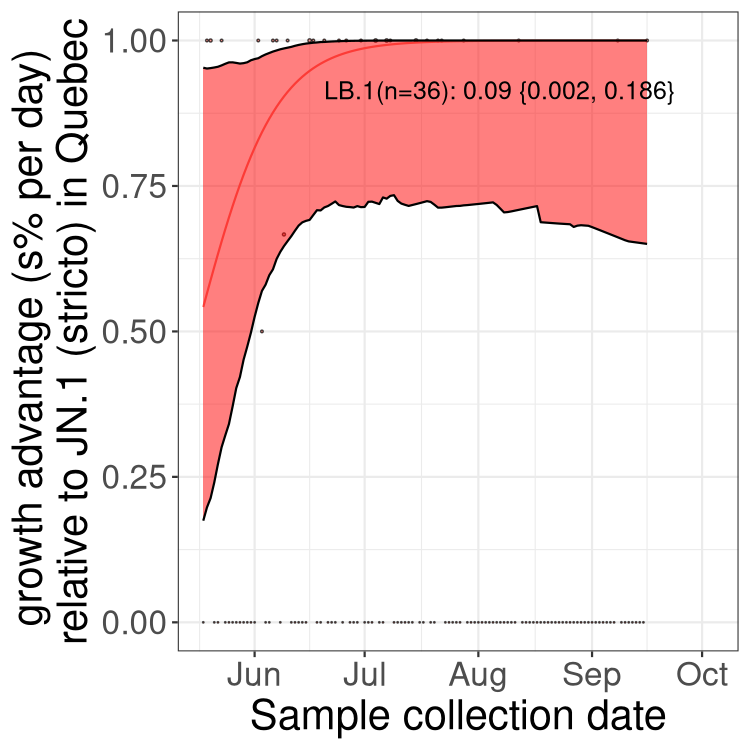 growth advantage (s% per day)
relative to JN.1 (stricto) in Quebec
1.00
0.75
0.50
0.25
0.00
LB.1(n=36): 0.09 {0.002, 0.186}
Jun Jul Aug Sep Oct
Sample collection date